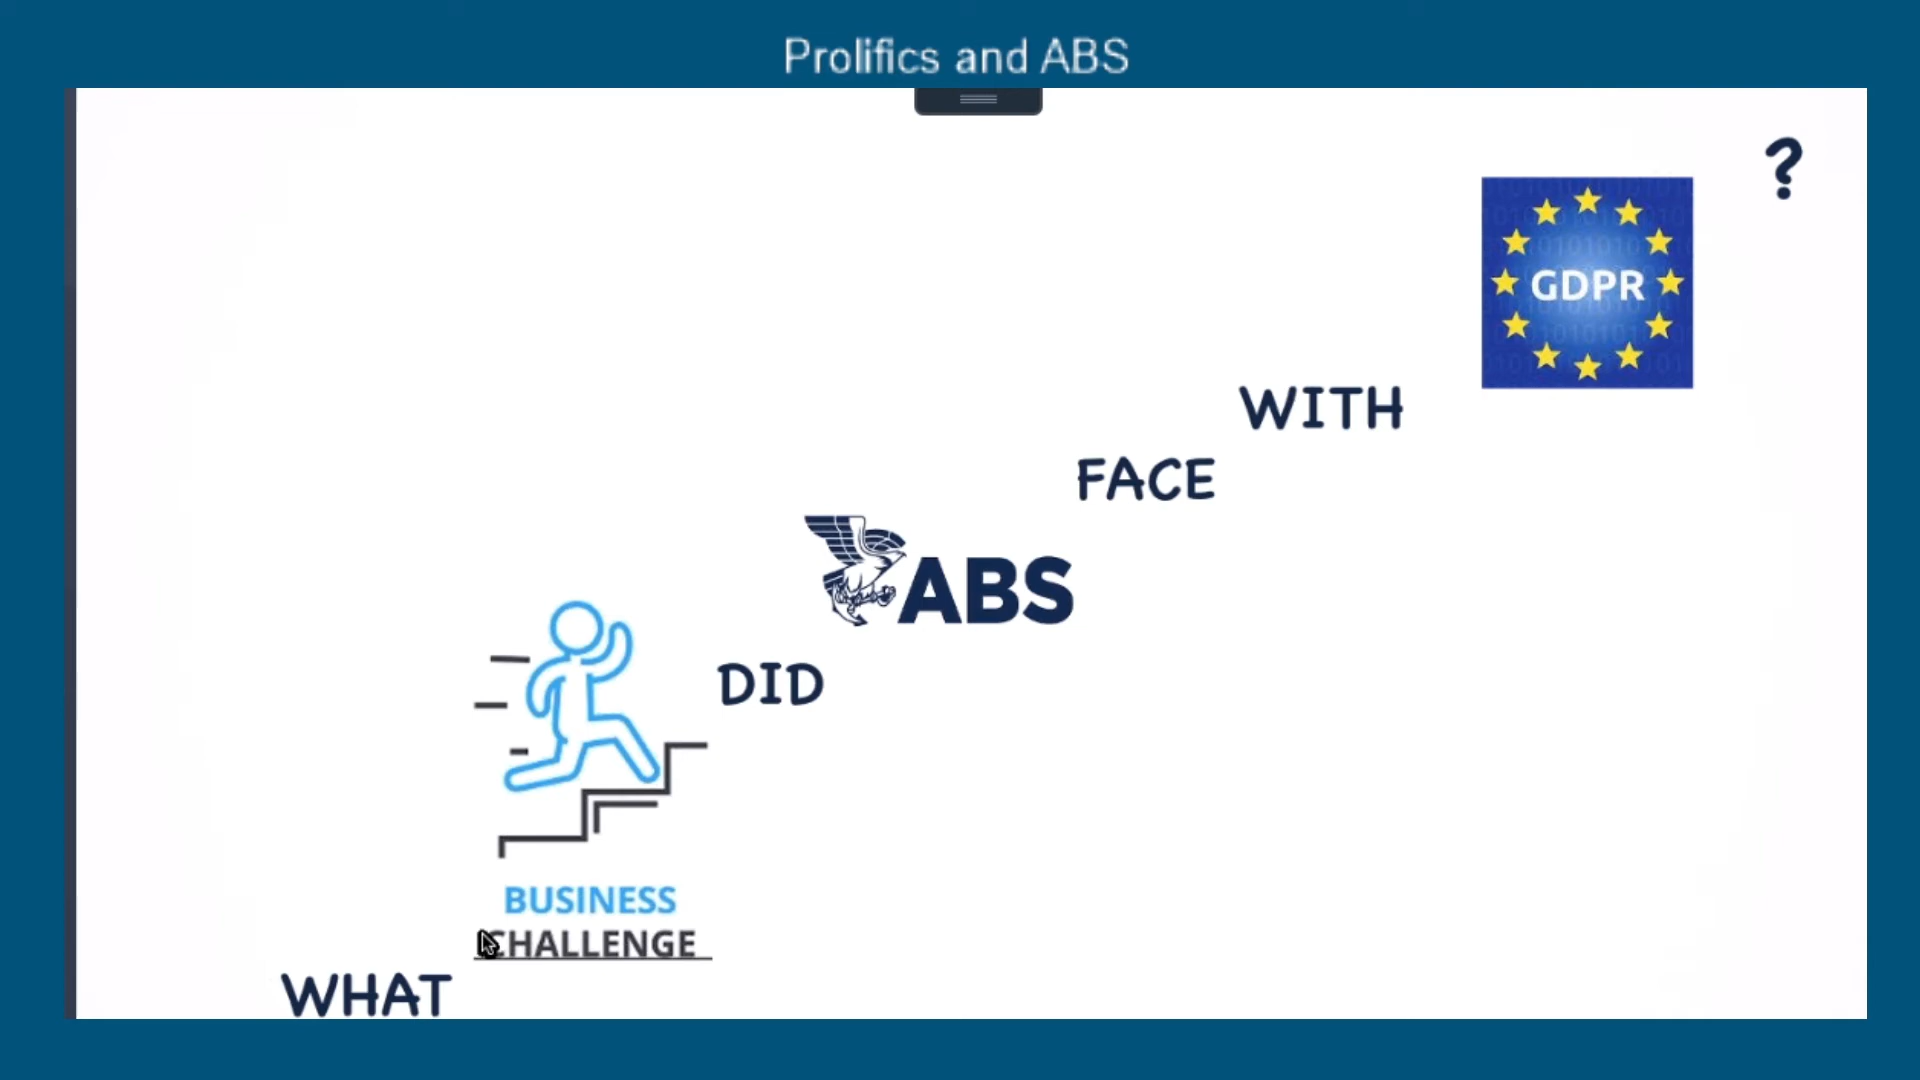 Prolifics and ABS
WHAT
BUSINESS
CHALLENGE
DID
ABS
FACE
WITH
GDPR
?